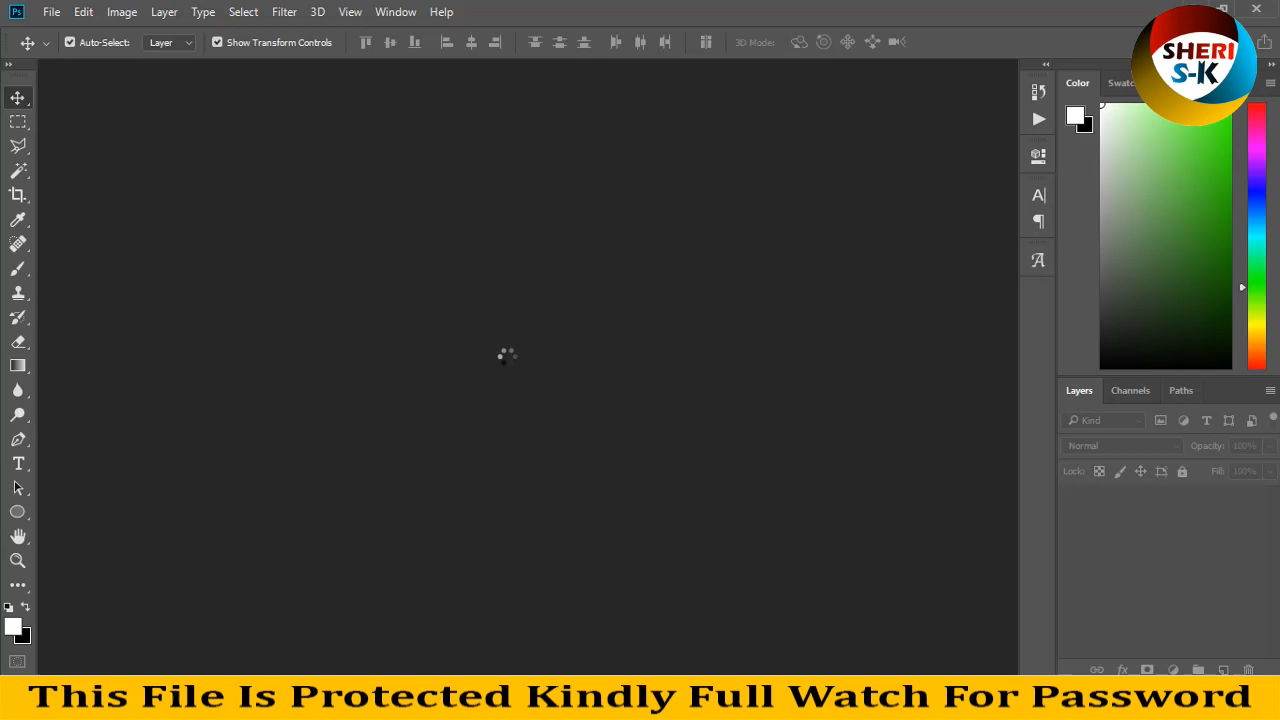 Ps File Edit Image Layer Type Select Filter 3D View Window Help
Auto-Select: Layer Show Transform Controls 3D Mode:
SHERI
S-K
Color
Layers Channels Paths
Kind
Normal Opacity: 100%
Lock: Fill: 100%
fx
This File Is Protected Kindly Full Watch For Password